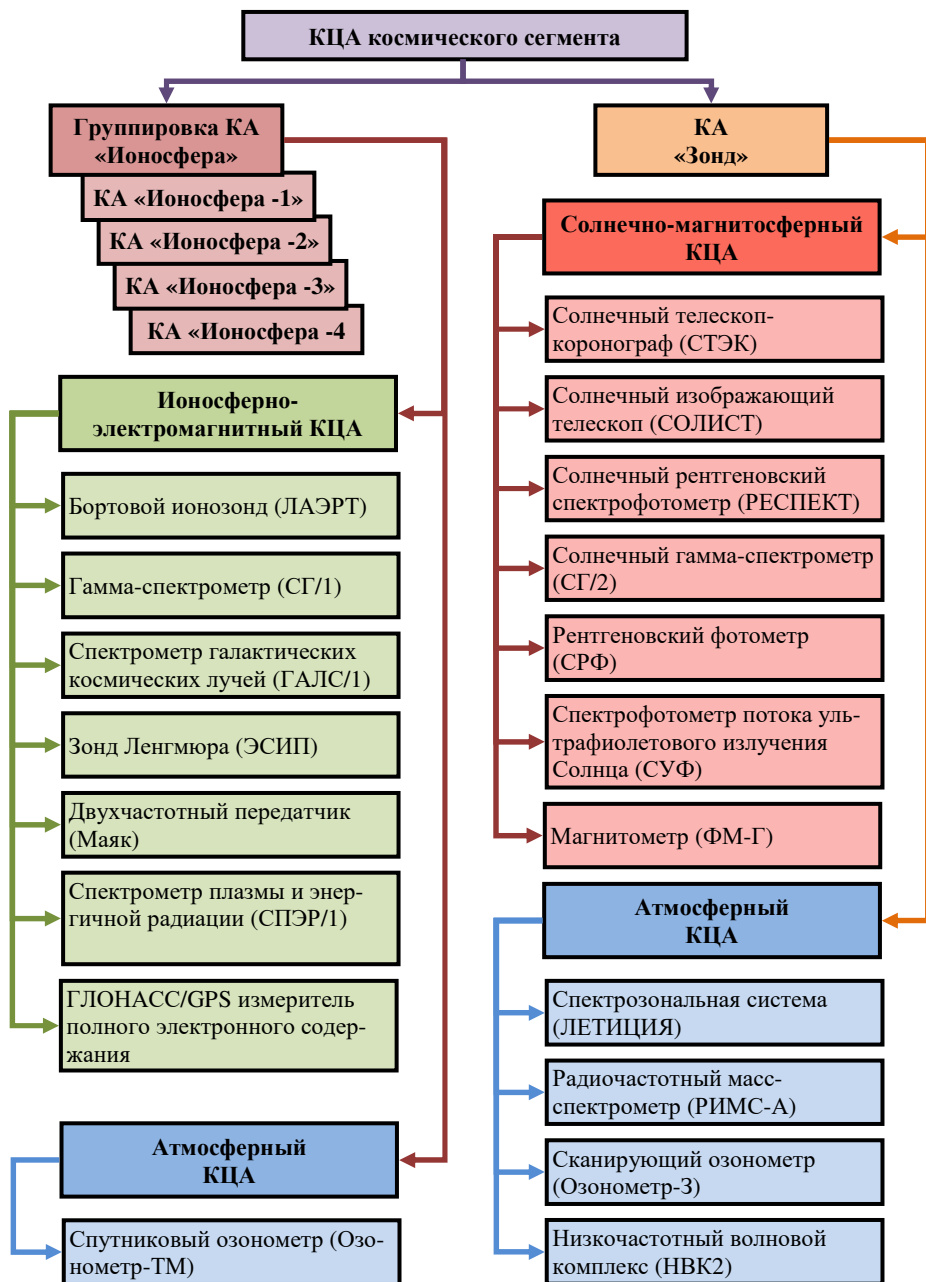 КЦА космического сегмента
Группировка КА
«Ионосфера»
КА «Ионосфера -1»
КА «Ионосфера -2»
КА «Ионосфера -3»
КА «Ионосфера -4
Ионосферно-
электромагнитный КЦА
Бортовой ионозонд (ЛАЭРТ)
Гамма-спектрометр (СГ/1)
Спектрометр галактических
космических лучей (ГАЛС/1)
Зонд Ленгмюра (ЭСИП)
Двухчастотный передатчик
(Маяк)
Спектрометр плазмы и энер-
гичной радиации (СПЭР/1)
ГЛОНАСС/GPS измеритель
полного электронного содер-
жания
Атмосферный
КЦА
Спутниковый озонометр (Озо-
нометр-ТМ)
КА
«Зонд»
Солнечно-магнитосферный
КЦА
Солнечный телескоп-
коронограф (СТЭК)
Солнечный изображающий
телескоп (СОЛИСТ)
Солнечный рентгеновский
спектрофотометр (РЕСПЕКТ)
Солнечный гамма-спектрометр
(СГ/2)
Рентгеновский фотометр
(СРФ)
Спектрофотометр потока уль-
трафиолетового излучения
Солнца (СУФ)
Магнитометр (ФМ-Г)
Атмосферный
КЦА
Спектрозональная система
(ЛЕТИЦИЯ)
Радиочастотный масс-
спектрометр (РИМС-А)
Сканирующий озонометр
(Озонометр-З)
Низкочастотный волновой
комплекс (НВК2)